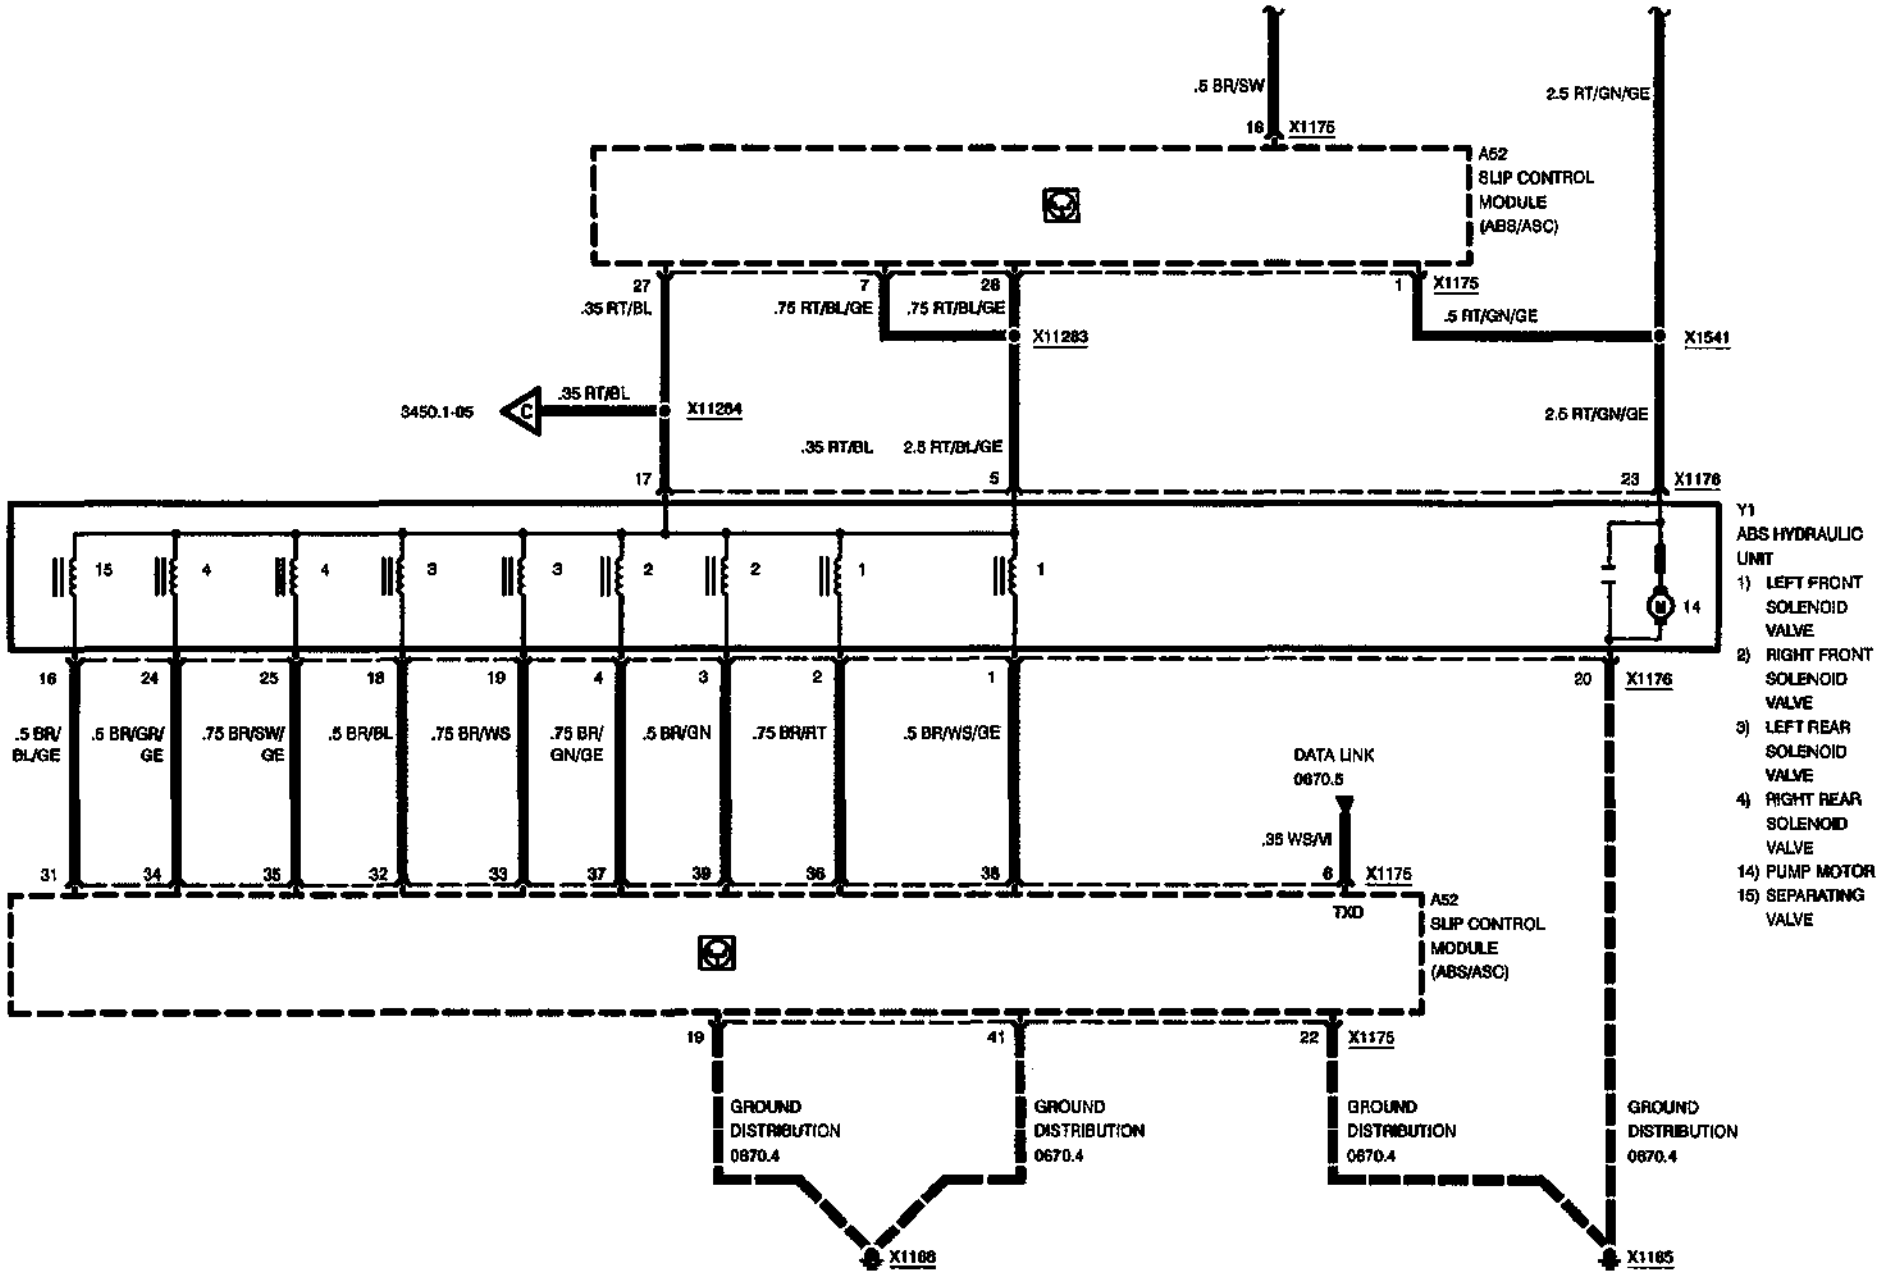 .5 BR/SW
2.5 RT/GN/GE
16 X1175
A52
SLIP CONTROL
MODULE
(ABS/ASC)
27 7 28 1 X1175
.35 RT/BL .75 RT/BL/GE .75 RT/BL/GE .5 RT/GN/GE
X11283 X1541
3450.1-05 C .35 RT/BL X11284
2.5 RT/GN/GE
.35 RT/BL 2.5 RT/BL/GE
17 5 23 X1176
Y1
ABS HYDRAULIC
UNIT
1) LEFT FRONT
SOLENOID
VALVE
2) RIGHT FRONT
SOLENOID
VALVE
3) LEFT REAR
SOLENOID
VALVE
4) RIGHT REAR
SOLENOID
VALVE
14) PUMP MOTOR
15) SEPARATING
VALVE
15 4 4 3 3 2 2 1 1
M 14
16 24 25 18 19 4 3 2 1 20 X1176
.5 BR/
BL/GE
.5 BR/GR/
GE
.75 BR/SW/
GE
.5 BR/BL
.75 BR/WS
.75 BR/
GN/GE
.5 BR/GN
.75 BR/RT
.5 BR/WS/GE
DATA LINK
0670.5
.35 WS/VI
31 34 35 32 33 37 39 36 38 6 X1175
TXD
A52
SLIP CONTROL
MODULE
(ABS/ASC)
19 41 22 X1175
GROUND
DISTRIBUTION
0670.4
GROUND
DISTRIBUTION
0670.4
GROUND
DISTRIBUTION
0670.4
GROUND
DISTRIBUTION
0670.4
X1166
X1165